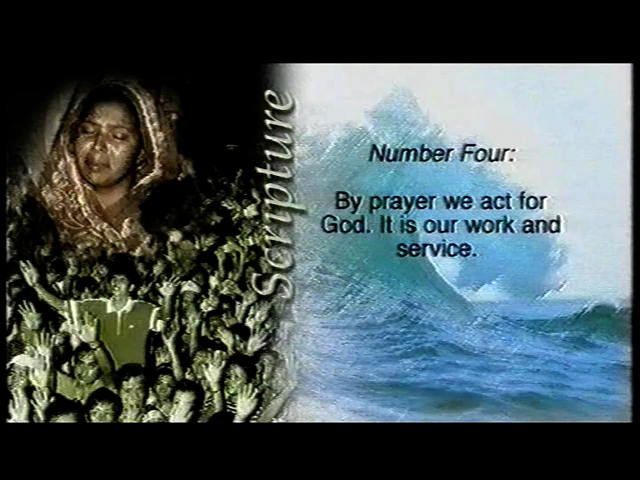 Scripture
Number Four:
By prayer we act for
God. It is our work and
service.